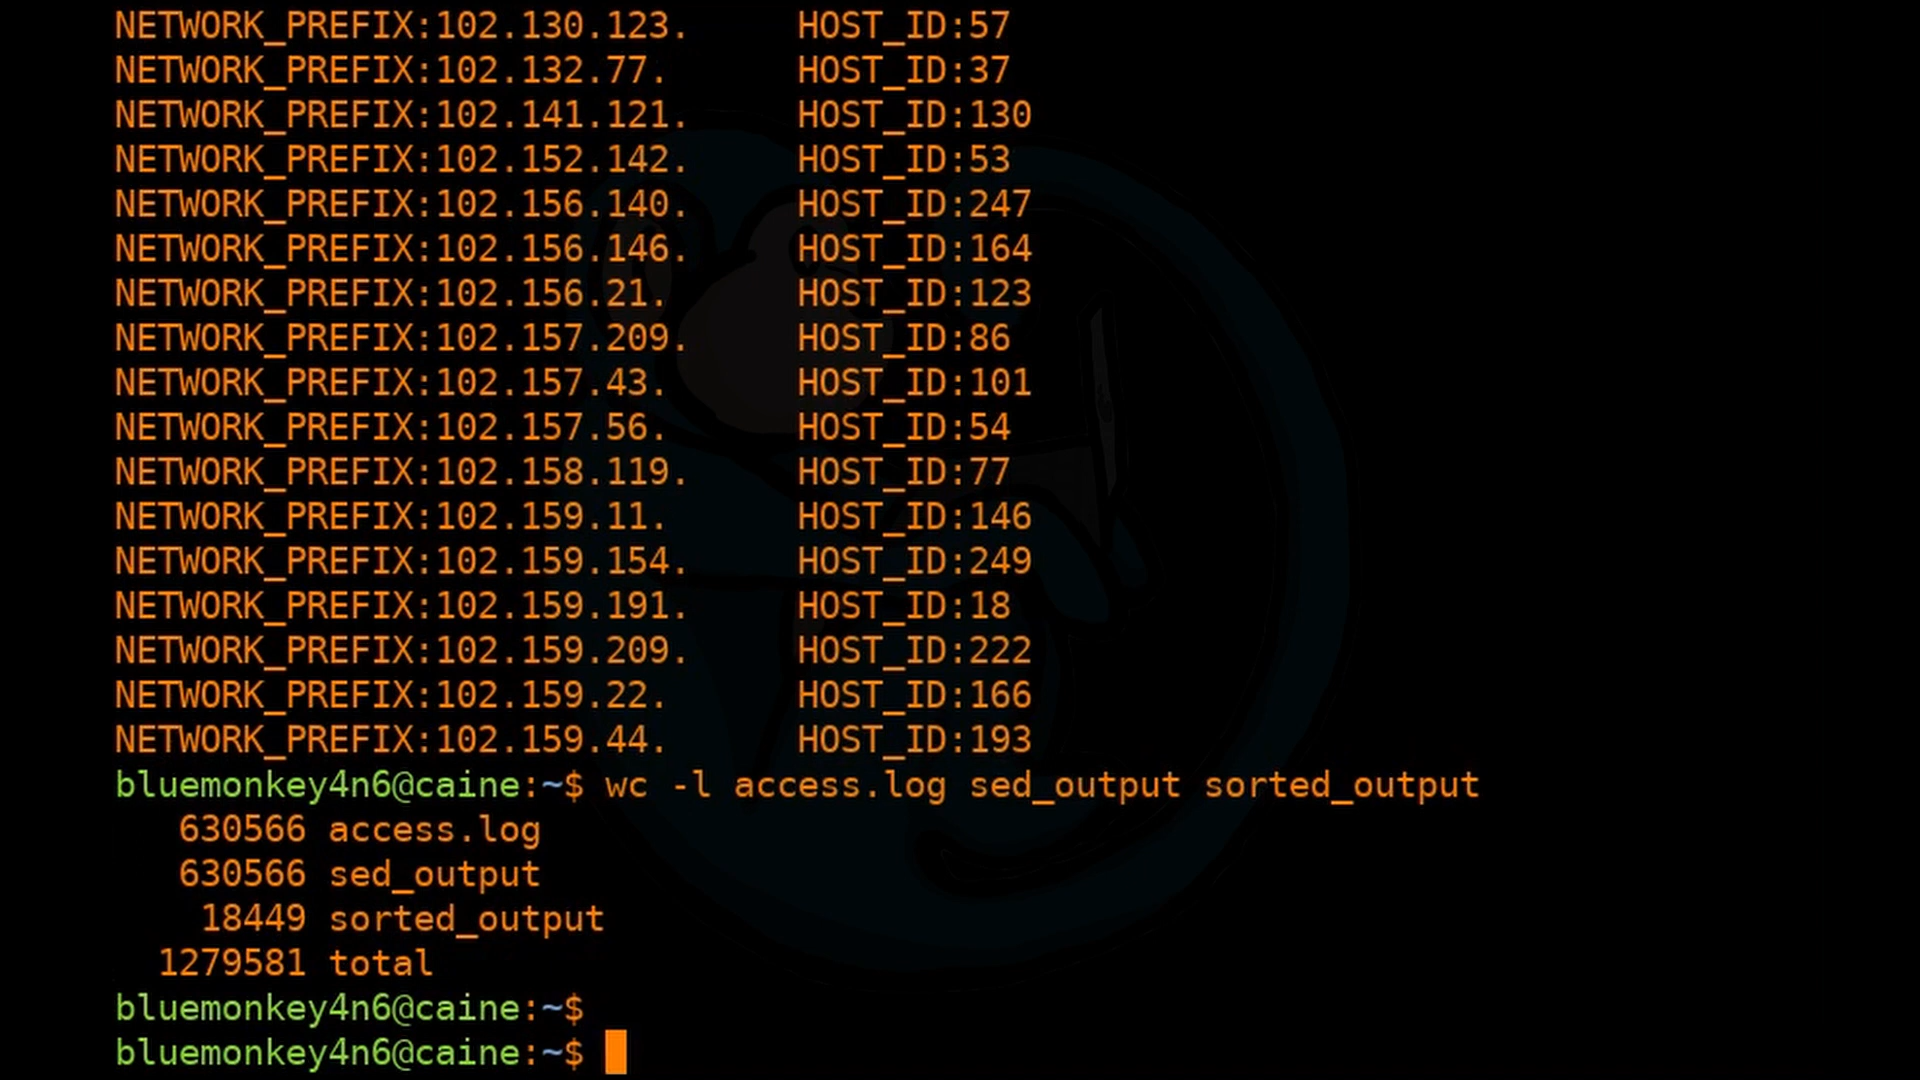 NETWORK_PREFIX:102.130.123.     HOST_ID:57
NETWORK_PREFIX:102.132.77.      HOST_ID:37
NETWORK_PREFIX:102.141.121.     HOST_ID:130
NETWORK_PREFIX:102.152.142.     HOST_ID:53
NETWORK_PREFIX:102.156.140.     HOST_ID:247
NETWORK_PREFIX:102.156.146.     HOST_ID:164
NETWORK_PREFIX:102.156.21.      HOST_ID:123
NETWORK_PREFIX:102.157.209.     HOST_ID:86
NETWORK_PREFIX:102.157.43.      HOST_ID:101
NETWORK_PREFIX:102.157.56.      HOST_ID:54
NETWORK_PREFIX:102.158.119.     HOST_ID:77
NETWORK_PREFIX:102.159.11.      HOST_ID:146
NETWORK_PREFIX:102.159.154.     HOST_ID:249
NETWORK_PREFIX:102.159.191.     HOST_ID:18
NETWORK_PREFIX:102.159.209.     HOST_ID:222
NETWORK_PREFIX:102.159.22.      HOST_ID:166
NETWORK_PREFIX:102.159.44.      HOST_ID:193
bluemonkey4n6@caine:~$ wc -l access.log sed_output sorted_output
   630566 access.log
   630566 sed_output
    18449 sorted_output
  1279581 total
bluemonkey4n6@caine:~$
bluemonkey4n6@caine:~$